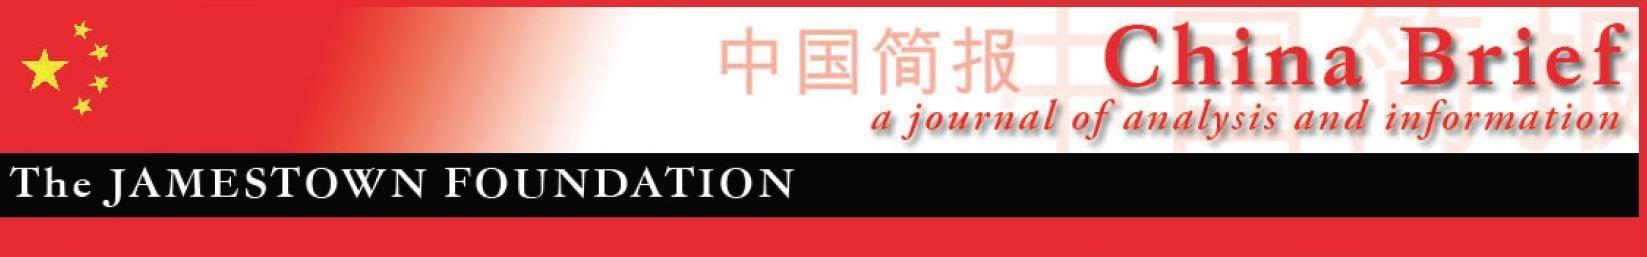 中国简报 China Brief
a journal of analysis and information
The JAMESTOWN FOUNDATION